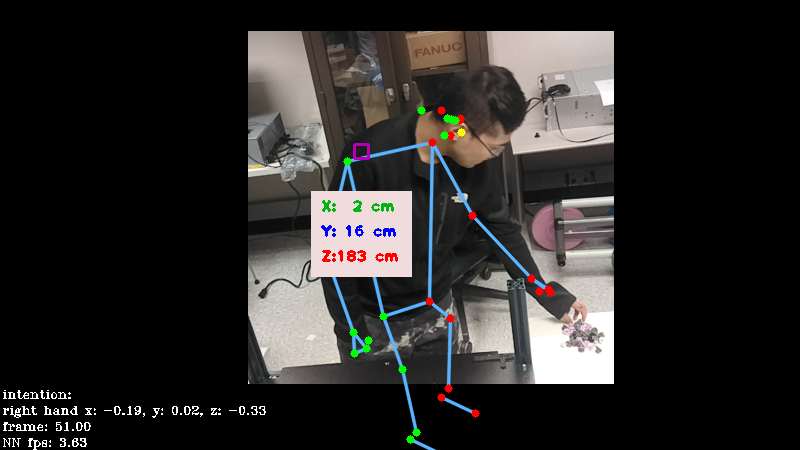 FANUC
X: 2 cm
Y: 16 cm
Z:183 cm
intention:
right hand x: -0.19, y: 0.02, z: -0.33
frame: 51.00
NN fps: 3.63